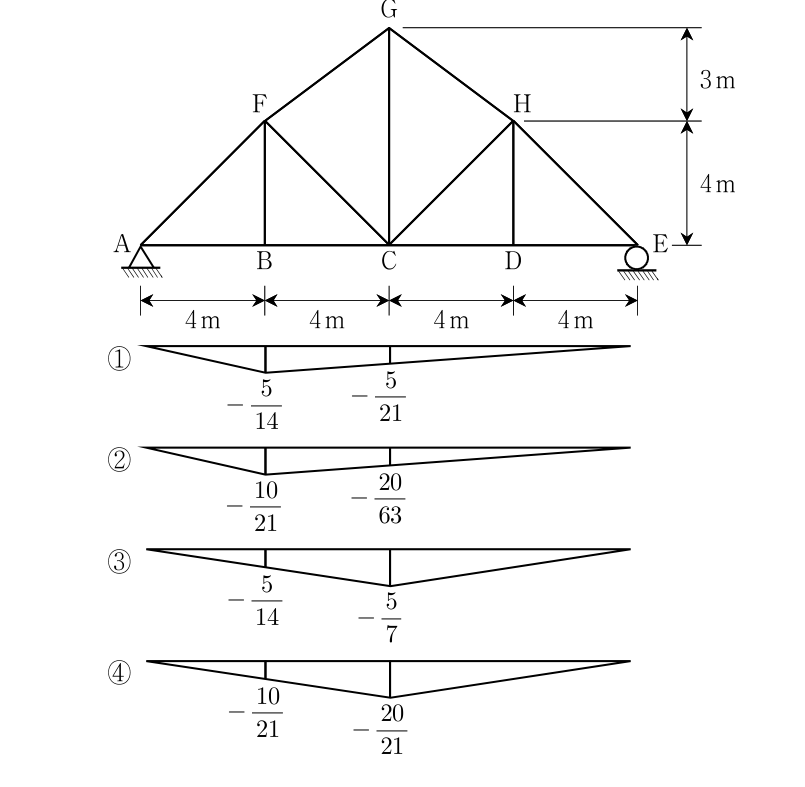 G
3 m
F
H
4 m
A
E
B
C
D
4 m
4 m
4 m
4 m
①
- 5/14
- 5/21
②
- 10/21
- 20/63
③
- 5/14
- 5/7
④
- 10/21
- 20/21